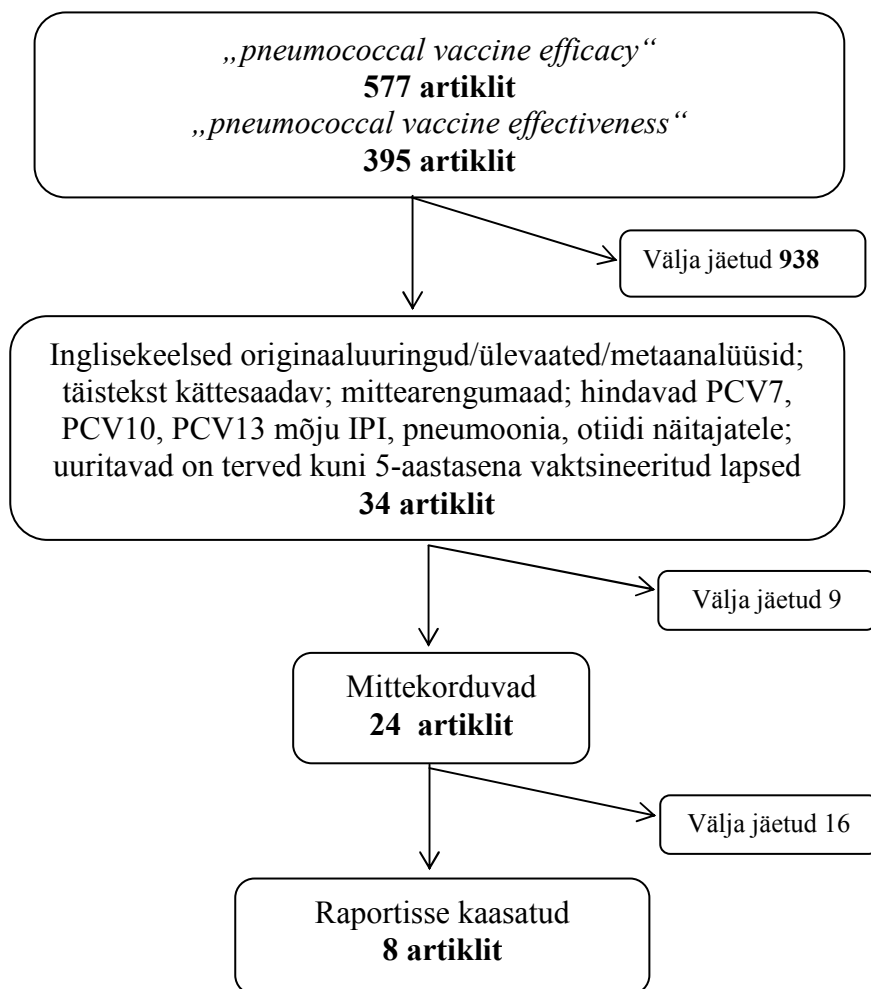 „pneumococcal vaccine efficacy“
577 artiklit
„pneumococcal vaccine effectiveness“
395 artiklit
Välja jäetud 938
Inglisekeelsed originaaluuringud/ülevaated/metaanalüüsid;
täistekst kättesaadav; mittearengumaad; hindavad PCV7,
PCV10, PCV13 mõju IPI, pneumoonia, otiidi näitajatele;
uuritavad on terved kuni 5-aastasena vaktsineeritud lapsed
34 artiklit
Välja jäetud 9
Mittekorduvad
24 artiklit
Välja jäetud 16
Raportisse kaasatud
8 artiklit